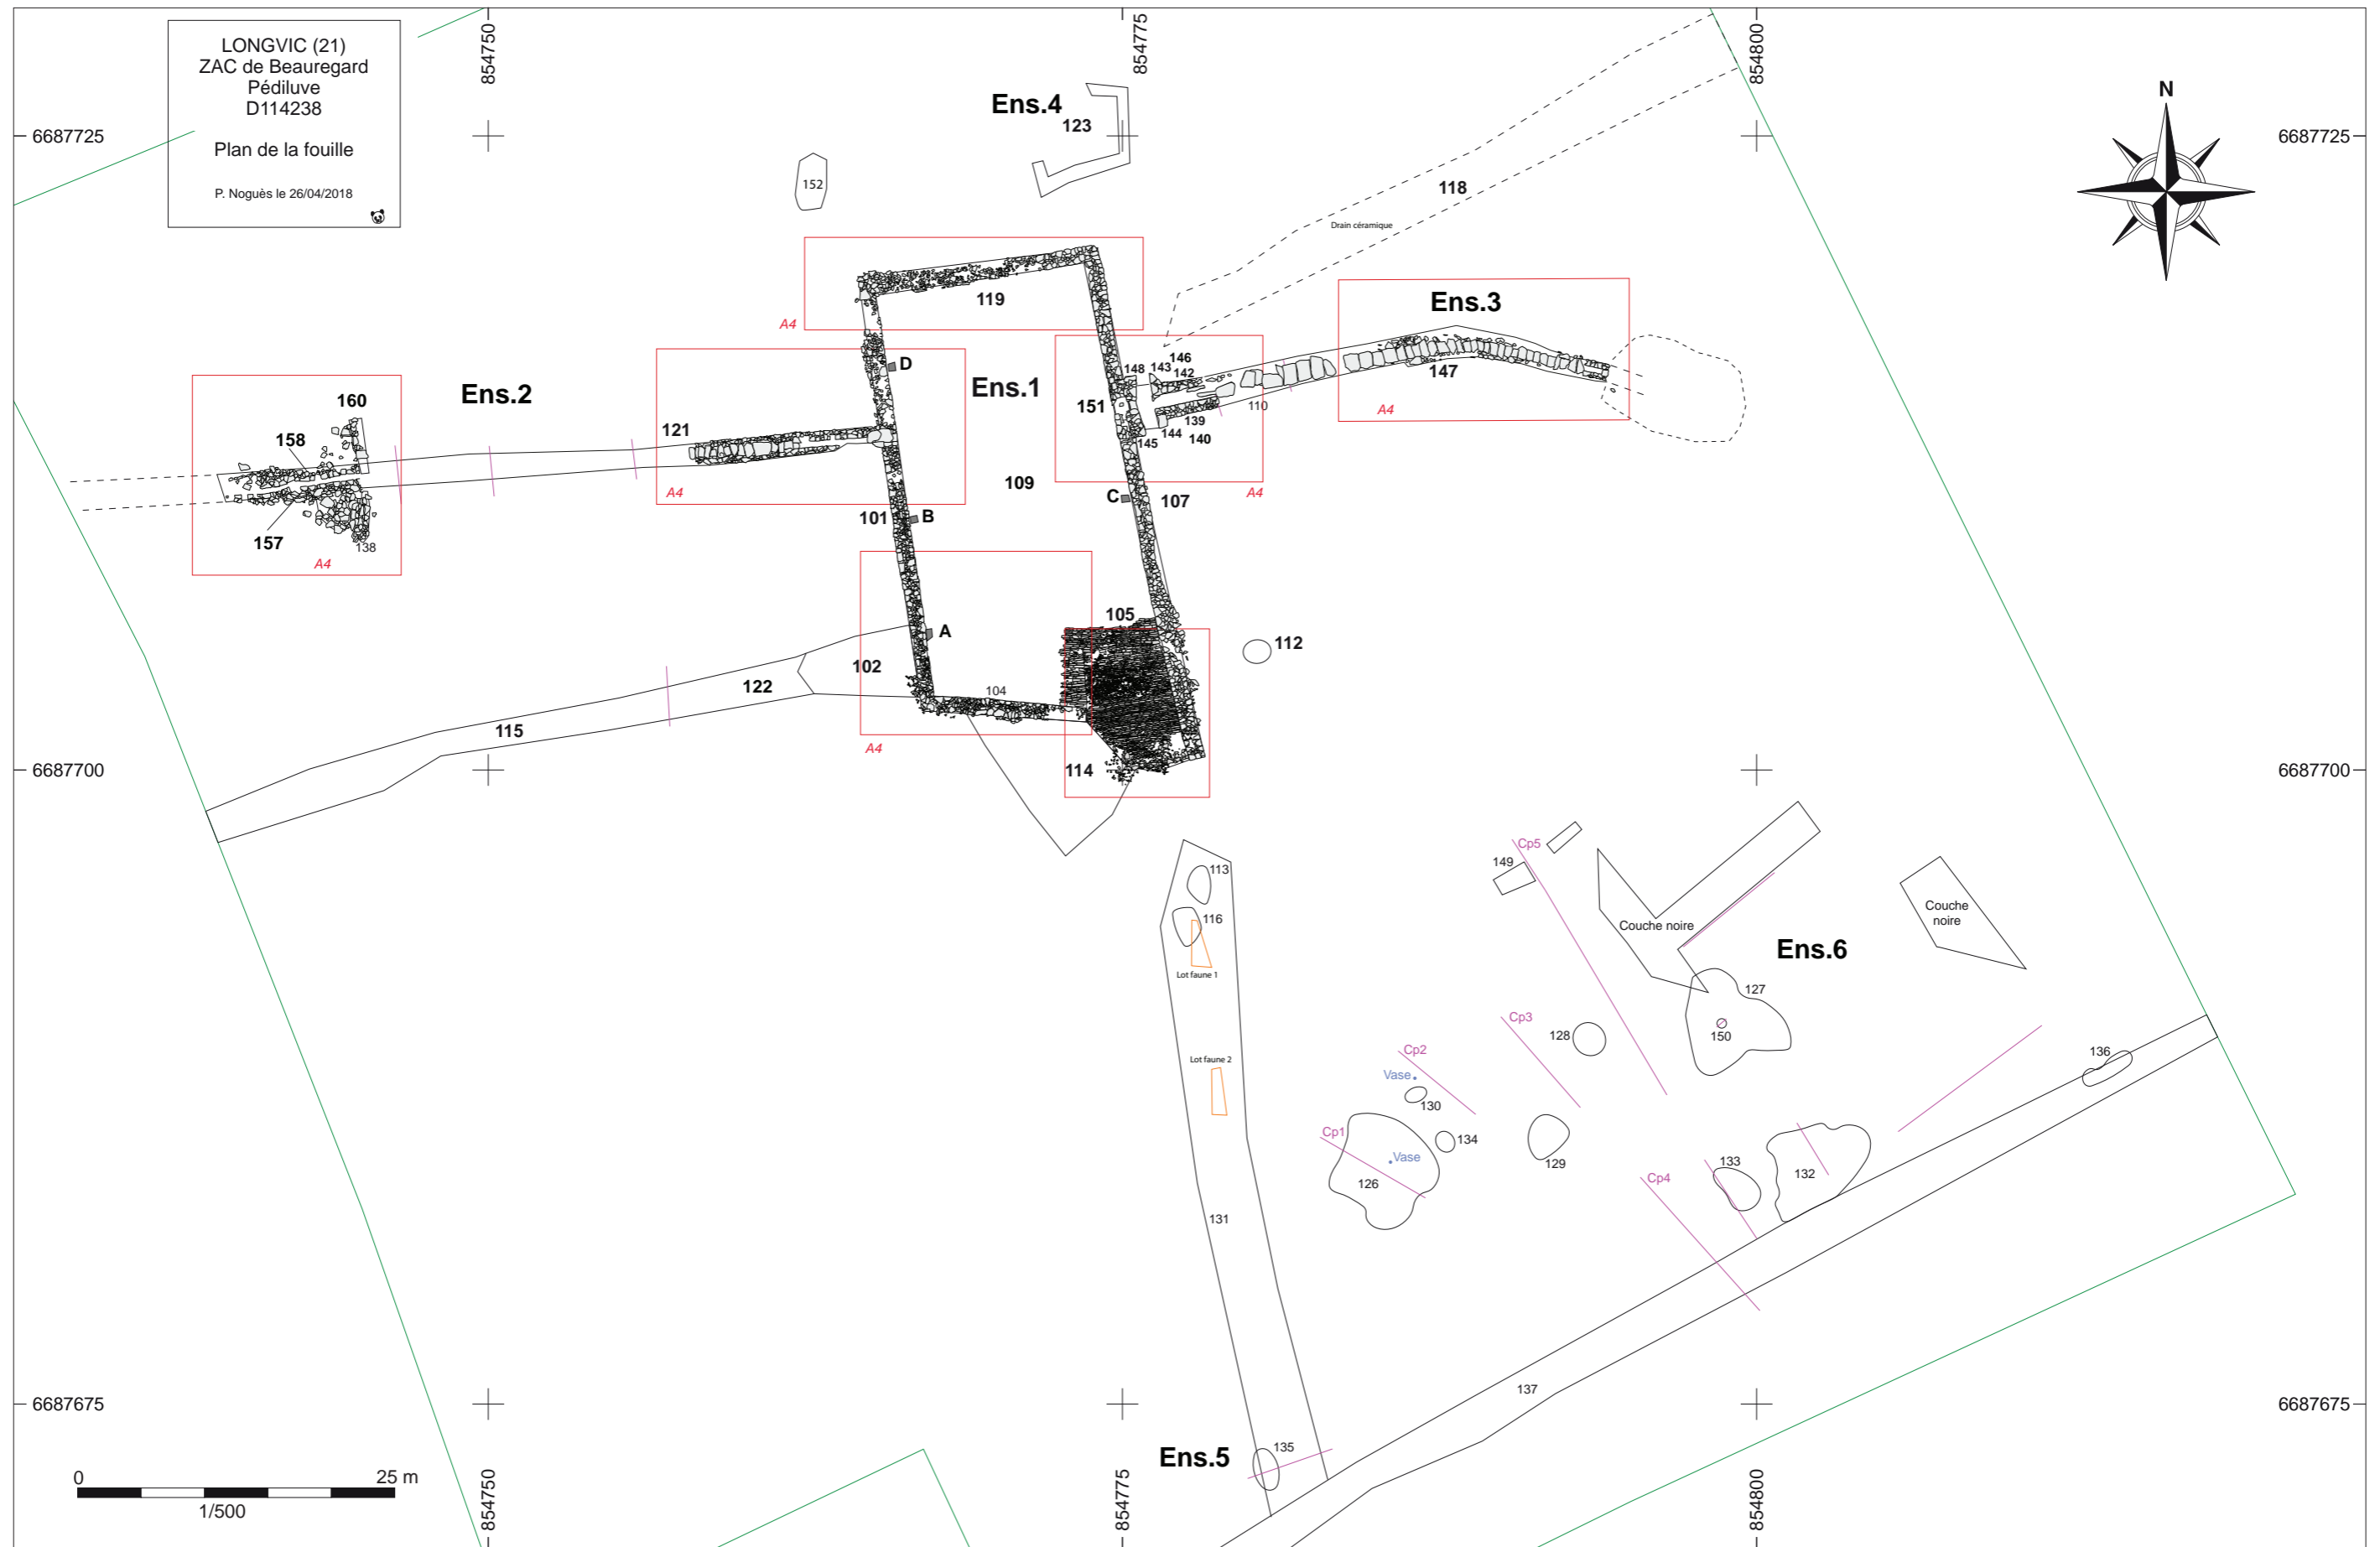 LONGVIC (21)
ZAC de Beauregard
Pédiluve
D114238
Plan de la fouille
P. Noguès le 26/04/2018
854750
854775
854800
6687725
6687725
N
Ens.4
123
152
118
Drain céramique
119
A4
Ens.3
147
A4
D
Ens.1
148
143
146
142
151
145
144
139
140
110
A4
160
Ens.2
158
157
138
A4
121
A4
109
C
107
101
B
A
105
112
102
104
122
115
A4
114
6687700
6687700
113
116
Lot faune 1
Lot faune 2
131
Cp5
149
Couche noire
Couche
noire
Ens.6
127
150
Cp3
128
Cp2
Vase
130
134
129
Cp1
Vase
126
136
133
132
Cp4
137
6687675
6687675
Ens.5
135
0
25 m
1/500
854750
854775
854800